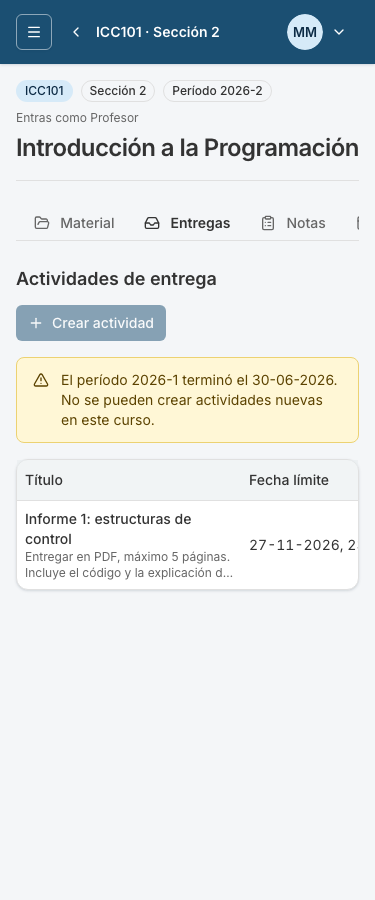 ICC101 · Sección 2
MM
ICC101
Sección 2
Período 2026-2
Entras como Profesor
Introducción a la Programación
Material
Entregas
Notas
Actividades de entrega
Crear actividad
El período 2026-1 terminó el 30-06-2026.
No se pueden crear actividades nuevas
en este curso.
Título
Fecha límite
Informe 1: estructuras de
control
Entregar en PDF, máximo 5 páginas.
Incluye el código y la explicación d...
27-11-2026, 2